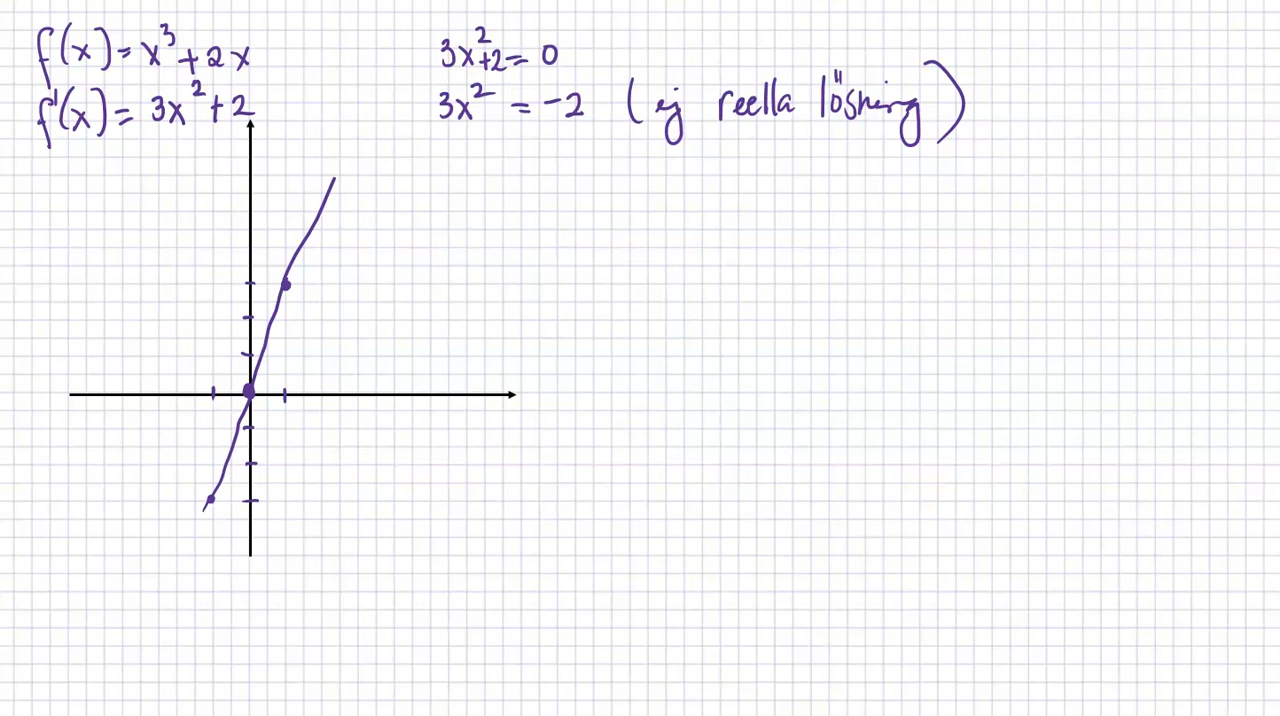 f(x) = x³ + 2x
f'(x) = 3x² + 2
3x² + 2 = 0
3x² = -2 (ej reella lösning)